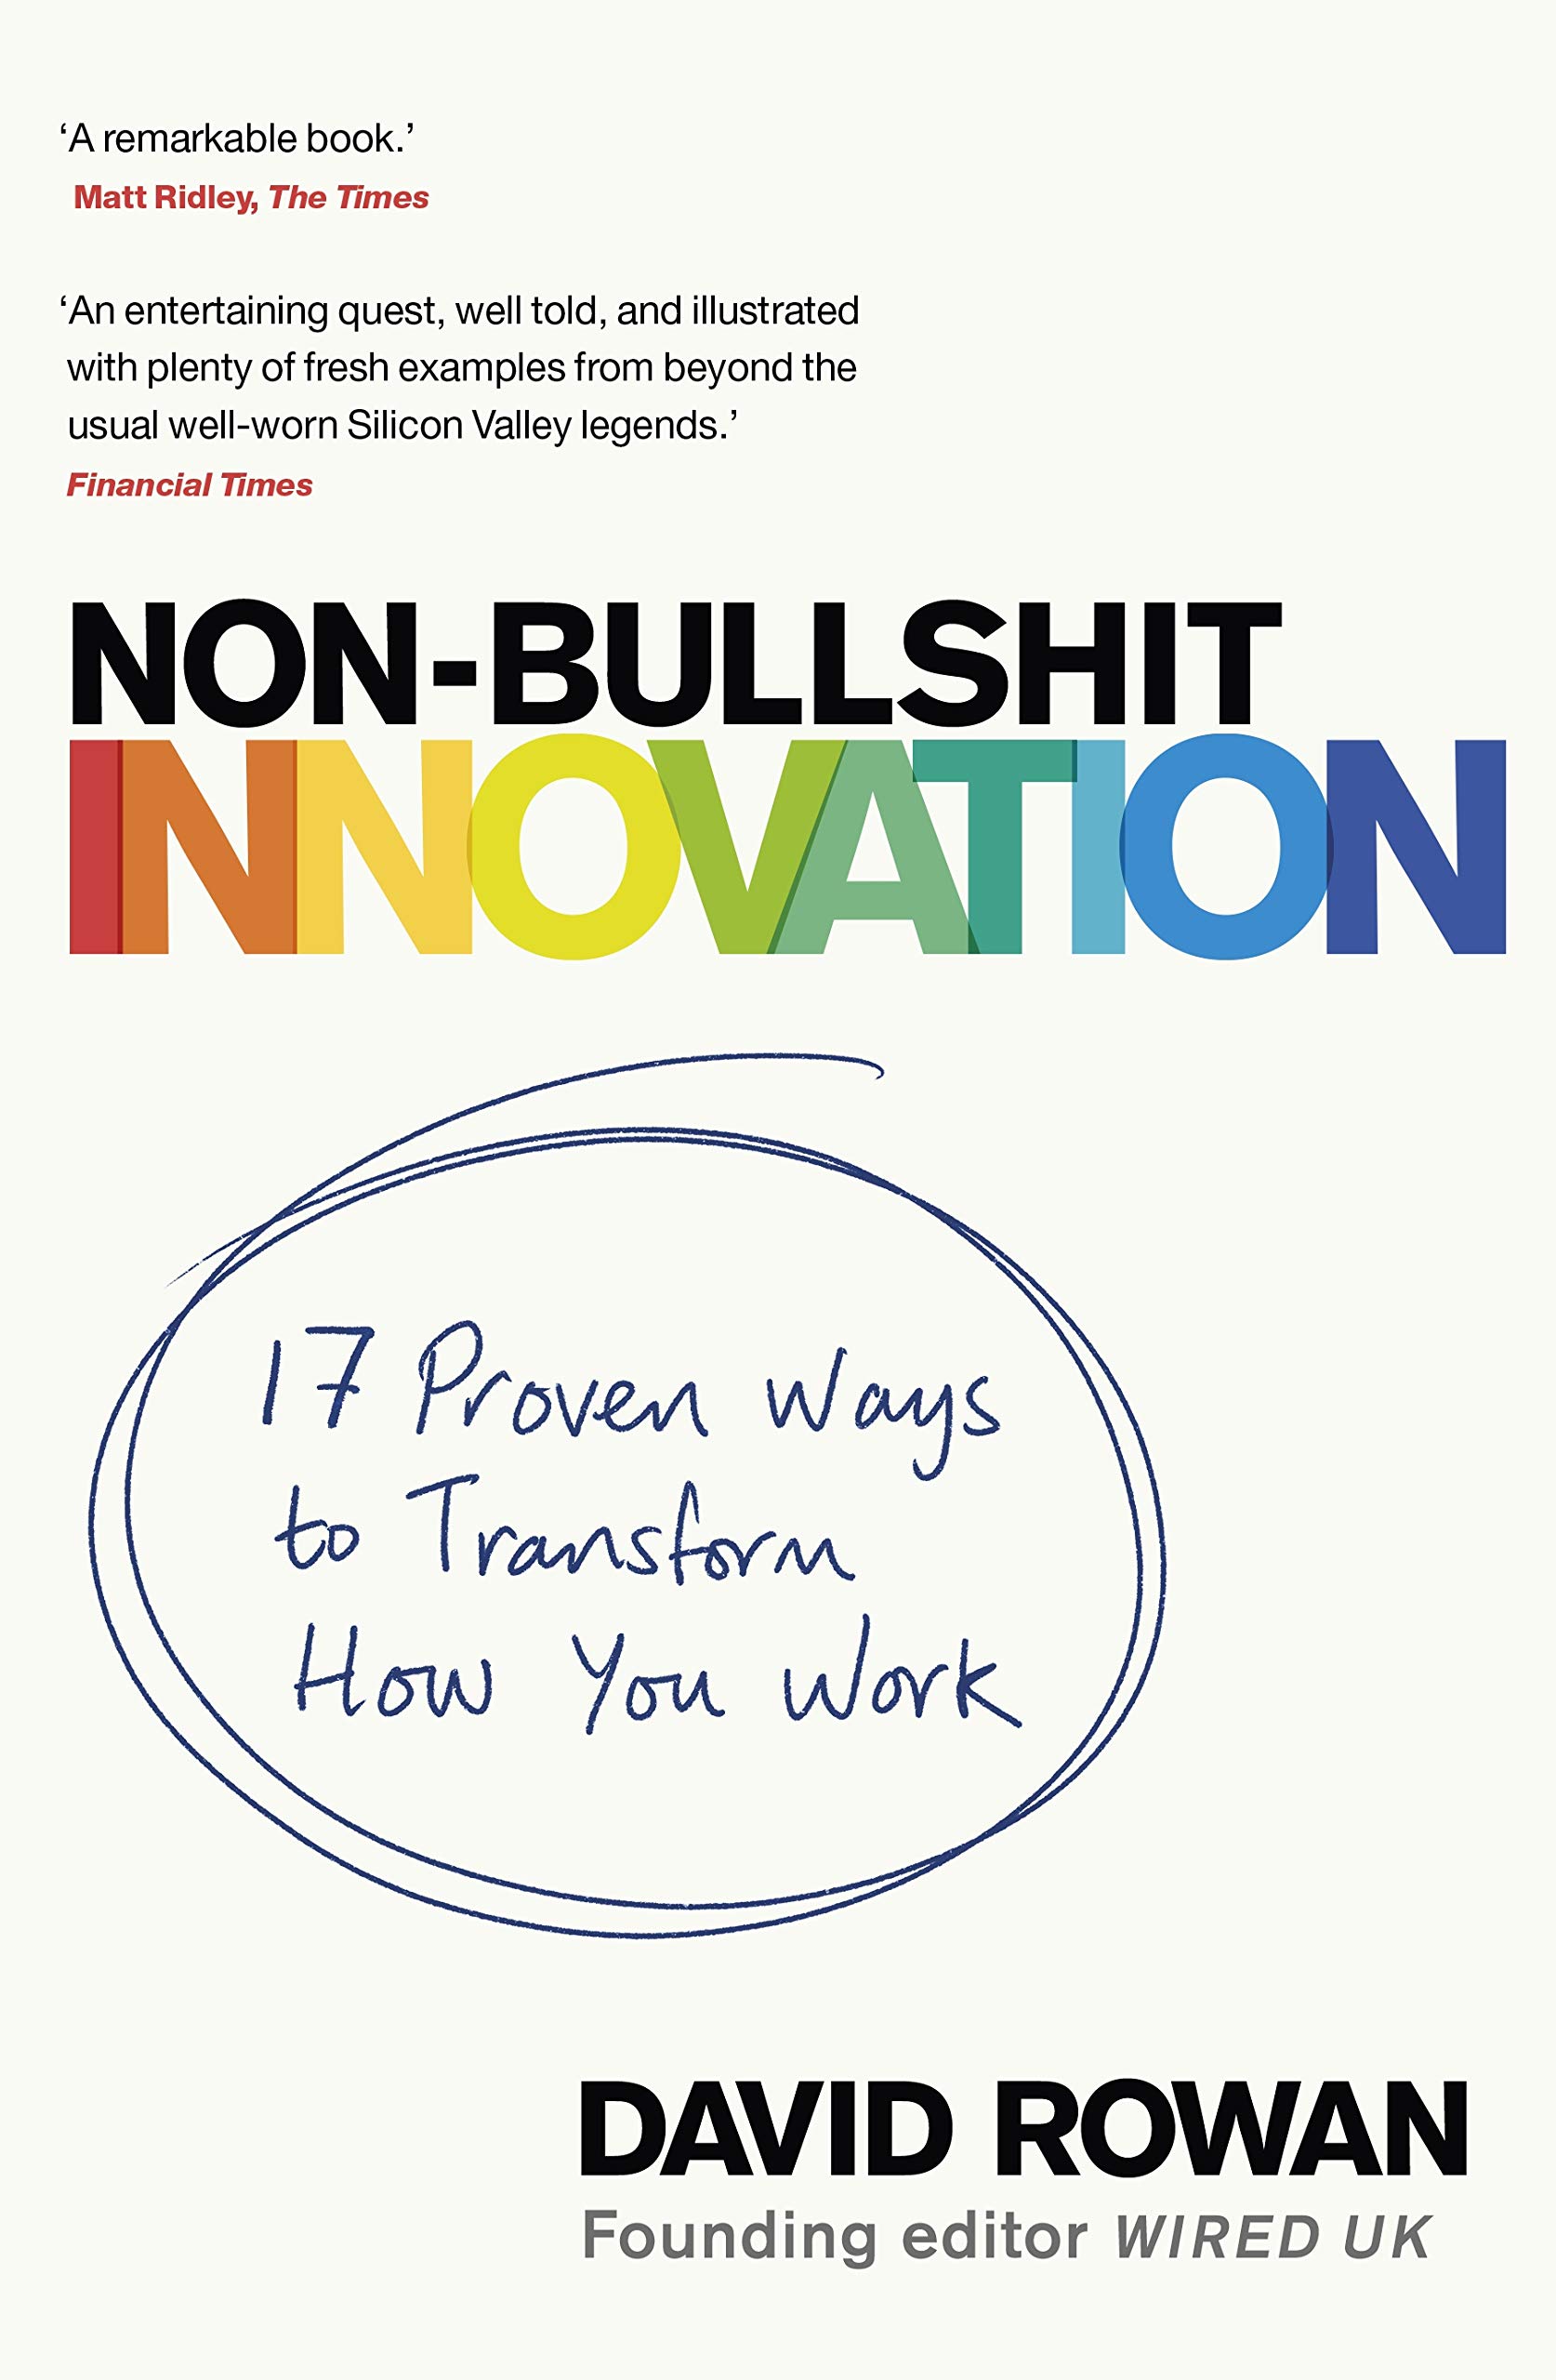 ‘A remarkable book.’
Matt Ridley, The Times
‘An entertaining quest, well told, and illustrated
with plenty of fresh examples from beyond the
usual well-worn Silicon Valley legends.’
Financial Times
NON-BULLSHIT
INNOVATION
17 Proven Ways
to Transform
How You Work
DAVID ROWAN
Founding editor WIRED UK